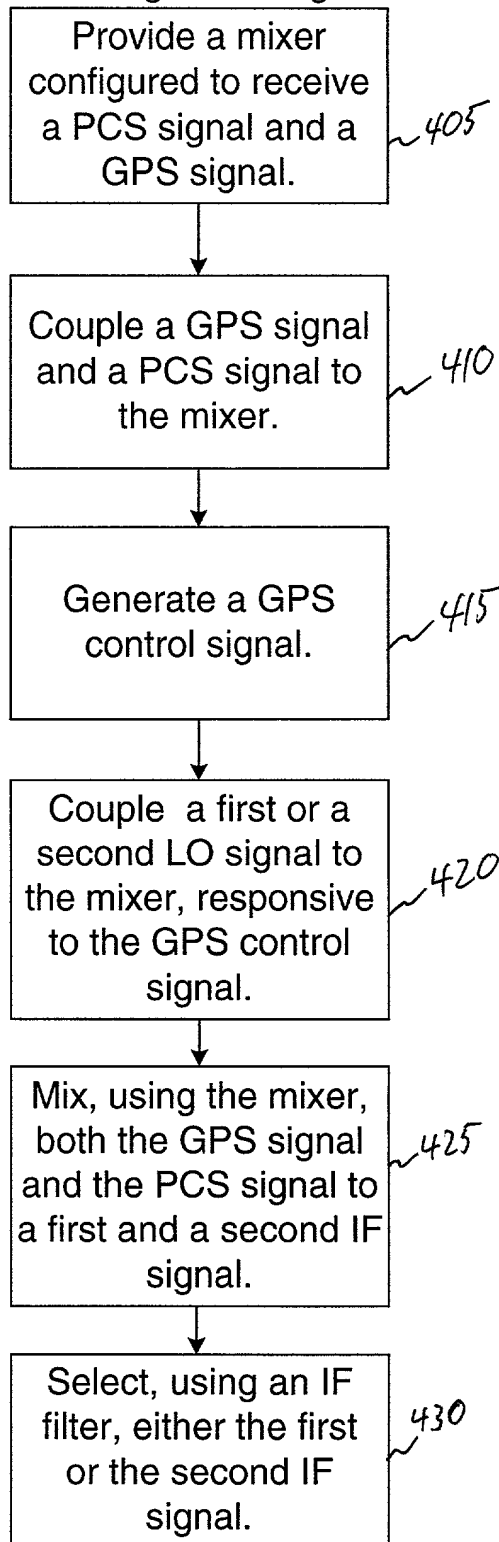 Provide a mixer
configured to receive
a PCS signal and a
GPS signal.
405
Couple a GPS signal
and a PCS signal to
the mixer.
410
Generate a GPS
control signal.
415
Couple a first or a
second LO signal to
the mixer, responsive
to the GPS control
signal.
420
Mix, using the mixer,
both the GPS signal
and the PCS signal to
a first and a second IF
signal.
425
Select, using an IF
filter, either the first
or the second IF
signal.
430